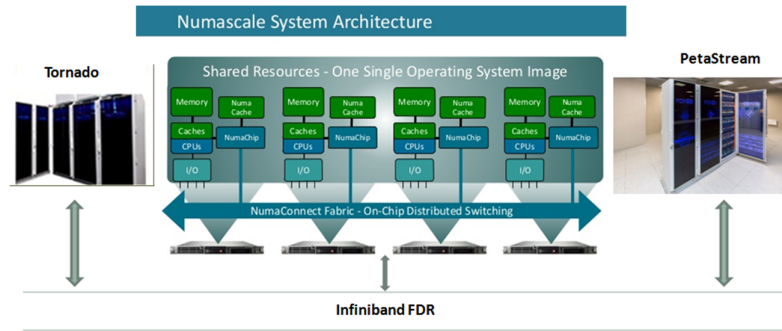 Numascale System Architecture
Tornado
PetaStream
Shared Resources - One Single Operating System Image
Memory
Numa
Cache
Caches
CPUs
NumaChip
I/O
Memory
Numa
Cache
Caches
CPUs
NumaChip
I/O
Memory
Numa
Cache
Caches
CPUs
NumaChip
I/O
Memory
Numa
Cache
Caches
CPUs
NumaChip
I/O
NumaConnect Fabric - On-Chip Distributed Switching
Infiniband FDR